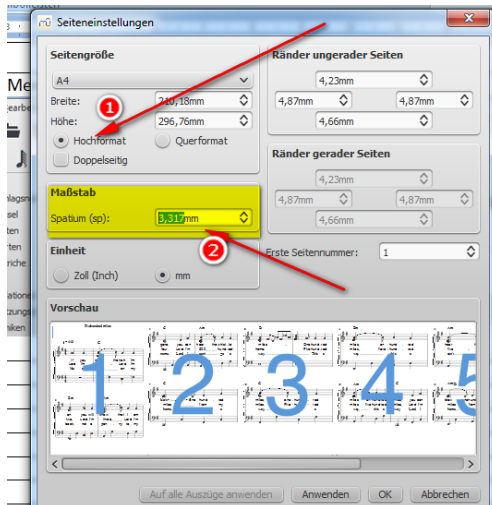 Seiteneinstellungen
Seitengröße
A4
Breite: 210,18mm
Höhe: 296,76mm
Hochformat Querformat
Doppelseitig
Maßstab
Spatium (sp): 3,317mm
Einheit
Zoll (Inch) mm
Ränder ungerader Seiten
4,23mm
4,87mm 4,87mm
4,66mm
Ränder gerader Seiten
4,23mm
4,87mm 4,87mm
4,66mm
Erste Seitennummer: 1
1
2
Vorschau
1 2 3 4 5
Auf alle Auszüge anwenden Anwenden OK Abbrechen